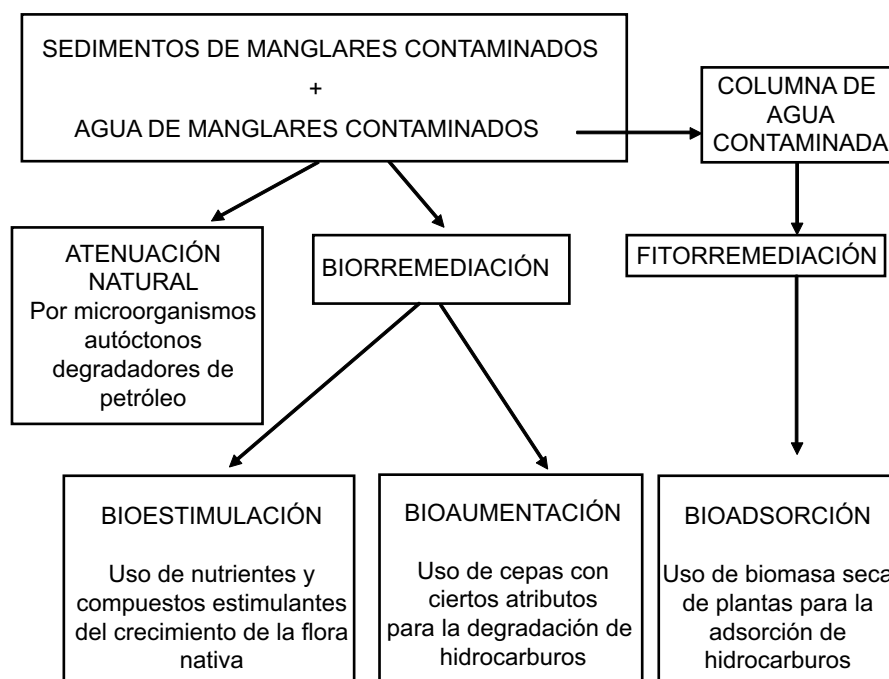 SEDIMENTOS DE MANGLARES CONTAMINADOS
+
AGUA DE MANGLARES CONTAMINADOS
COLUMNA DE
AGUA
CONTAMINADA
ATENUACIÓN
NATURAL
Por microorganismos
autóctonos
degradadores de
petróleo
BIORREMEDIACIÓN
FITORREMEDIACIÓN
BIOESTIMULACIÓN
Uso de nutrientes y
compuestos estimulantes
del crecimiento de la flora
nativa
BIOAUMENTACIÓN
Uso de cepas con
ciertos atributos
para la degradación de
hidrocarburos
BIOADSORCIÓN
Uso de biomasa seca
de plantas para la
adsorción de
hidrocarburos